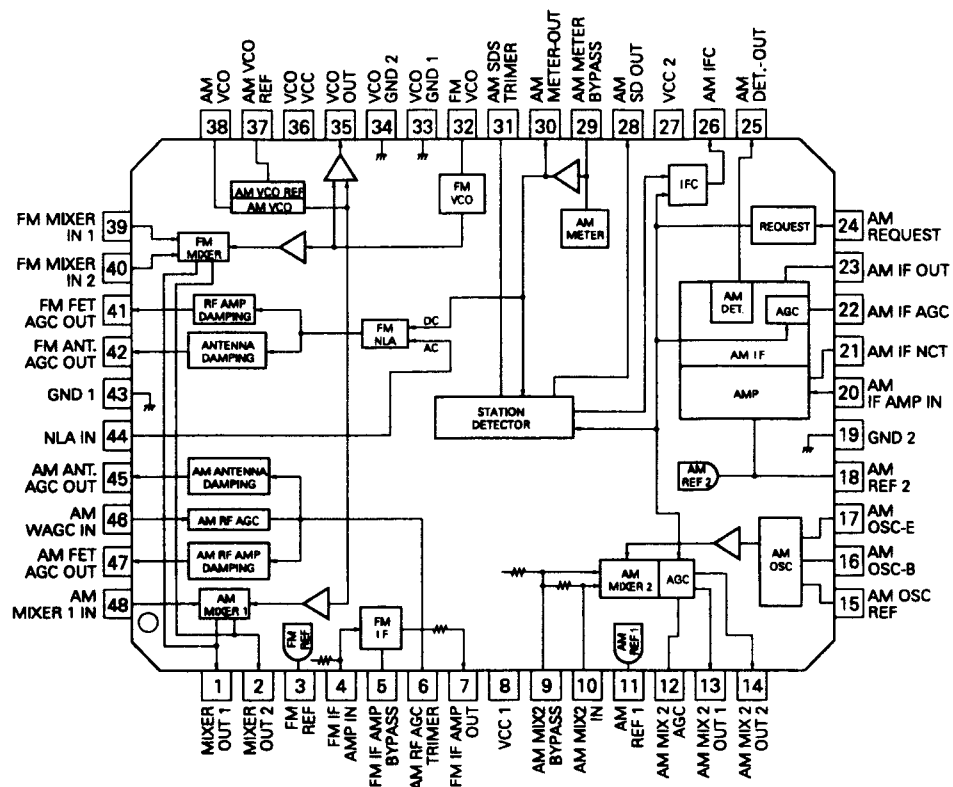 AM
VCO
AM VCO
REF
VCO
VCC
VCO
OUT
VCO
GND 2
VCO
GND 1
FM
VCO
AM SDS
TRIMER
AM
METER-OUT
AM METER
BYPASS
AM
SD OUT
VCC 2
AM IFC
AM
DET.-OUT
38
37
36
35
34
33
32
31
30
29
28
27
26
25
FM MIXER
IN 1
39
FM MIXER
IN 2
40
FM FET
AGC OUT
41
FM ANT.
AGC OUT
42
GND 1
43
NLA IN
44
AM ANT.
AGC OUT
45
AM
WAGC IN
46
AM FET
AGC OUT
47
AM
MIXER 1 IN
48
AM VCO REF
AM VCO
FM
VCO
AM
METER
IFC
REQUEST
FM
MIXER
RF AMP
DAMPING
ANTENNA
DAMPING
FM
NLA
DC
AC
AM
DET.
AGC
AM IF
AMP
STATION
DETECTOR
AM
REF 2
AM ANTENNA
DAMPING
AM RF AGC
AM RF AMP
DAMPING
AM
MIXER 1
FM
REF
FM
IF
AM
MIXER 2
AGC
AM
REF 1
AM
OSC
24
AM
REQUEST
23
AM IF OUT
22
AM IF AGC
21
AM IF NCT
20
AM
IF AMP IN
19
GND 2
18
AM
REF 2
17
AM
OSC-E
16
AM
OSC-B
15
AM OSC
REF
1
2
3
4
5
6
7
8
9
10
11
12
13
14
MIXER
OUT 1
MIXER
OUT 2
FM
REF
FM IF
AMP IN
FM IF AMP
BYPASS
AM RF AGC
TRIMER
FM IF AMP
OUT
VCC 1
AM MIX2
BYPASS
AM MIX2
IN
AM
REF 1
AM MIX 2
AGC
AM MIX 2
OUT 1
AM MIX 2
OUT 2